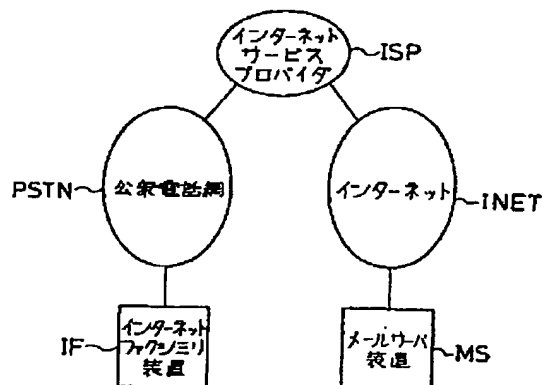 インターネット
サービス
プロバイダ
ISP
PSTN
公衆電話網
インターネット
INET
IF
インターネット
ファクシミリ
装置
メールサーバ
装置
MS